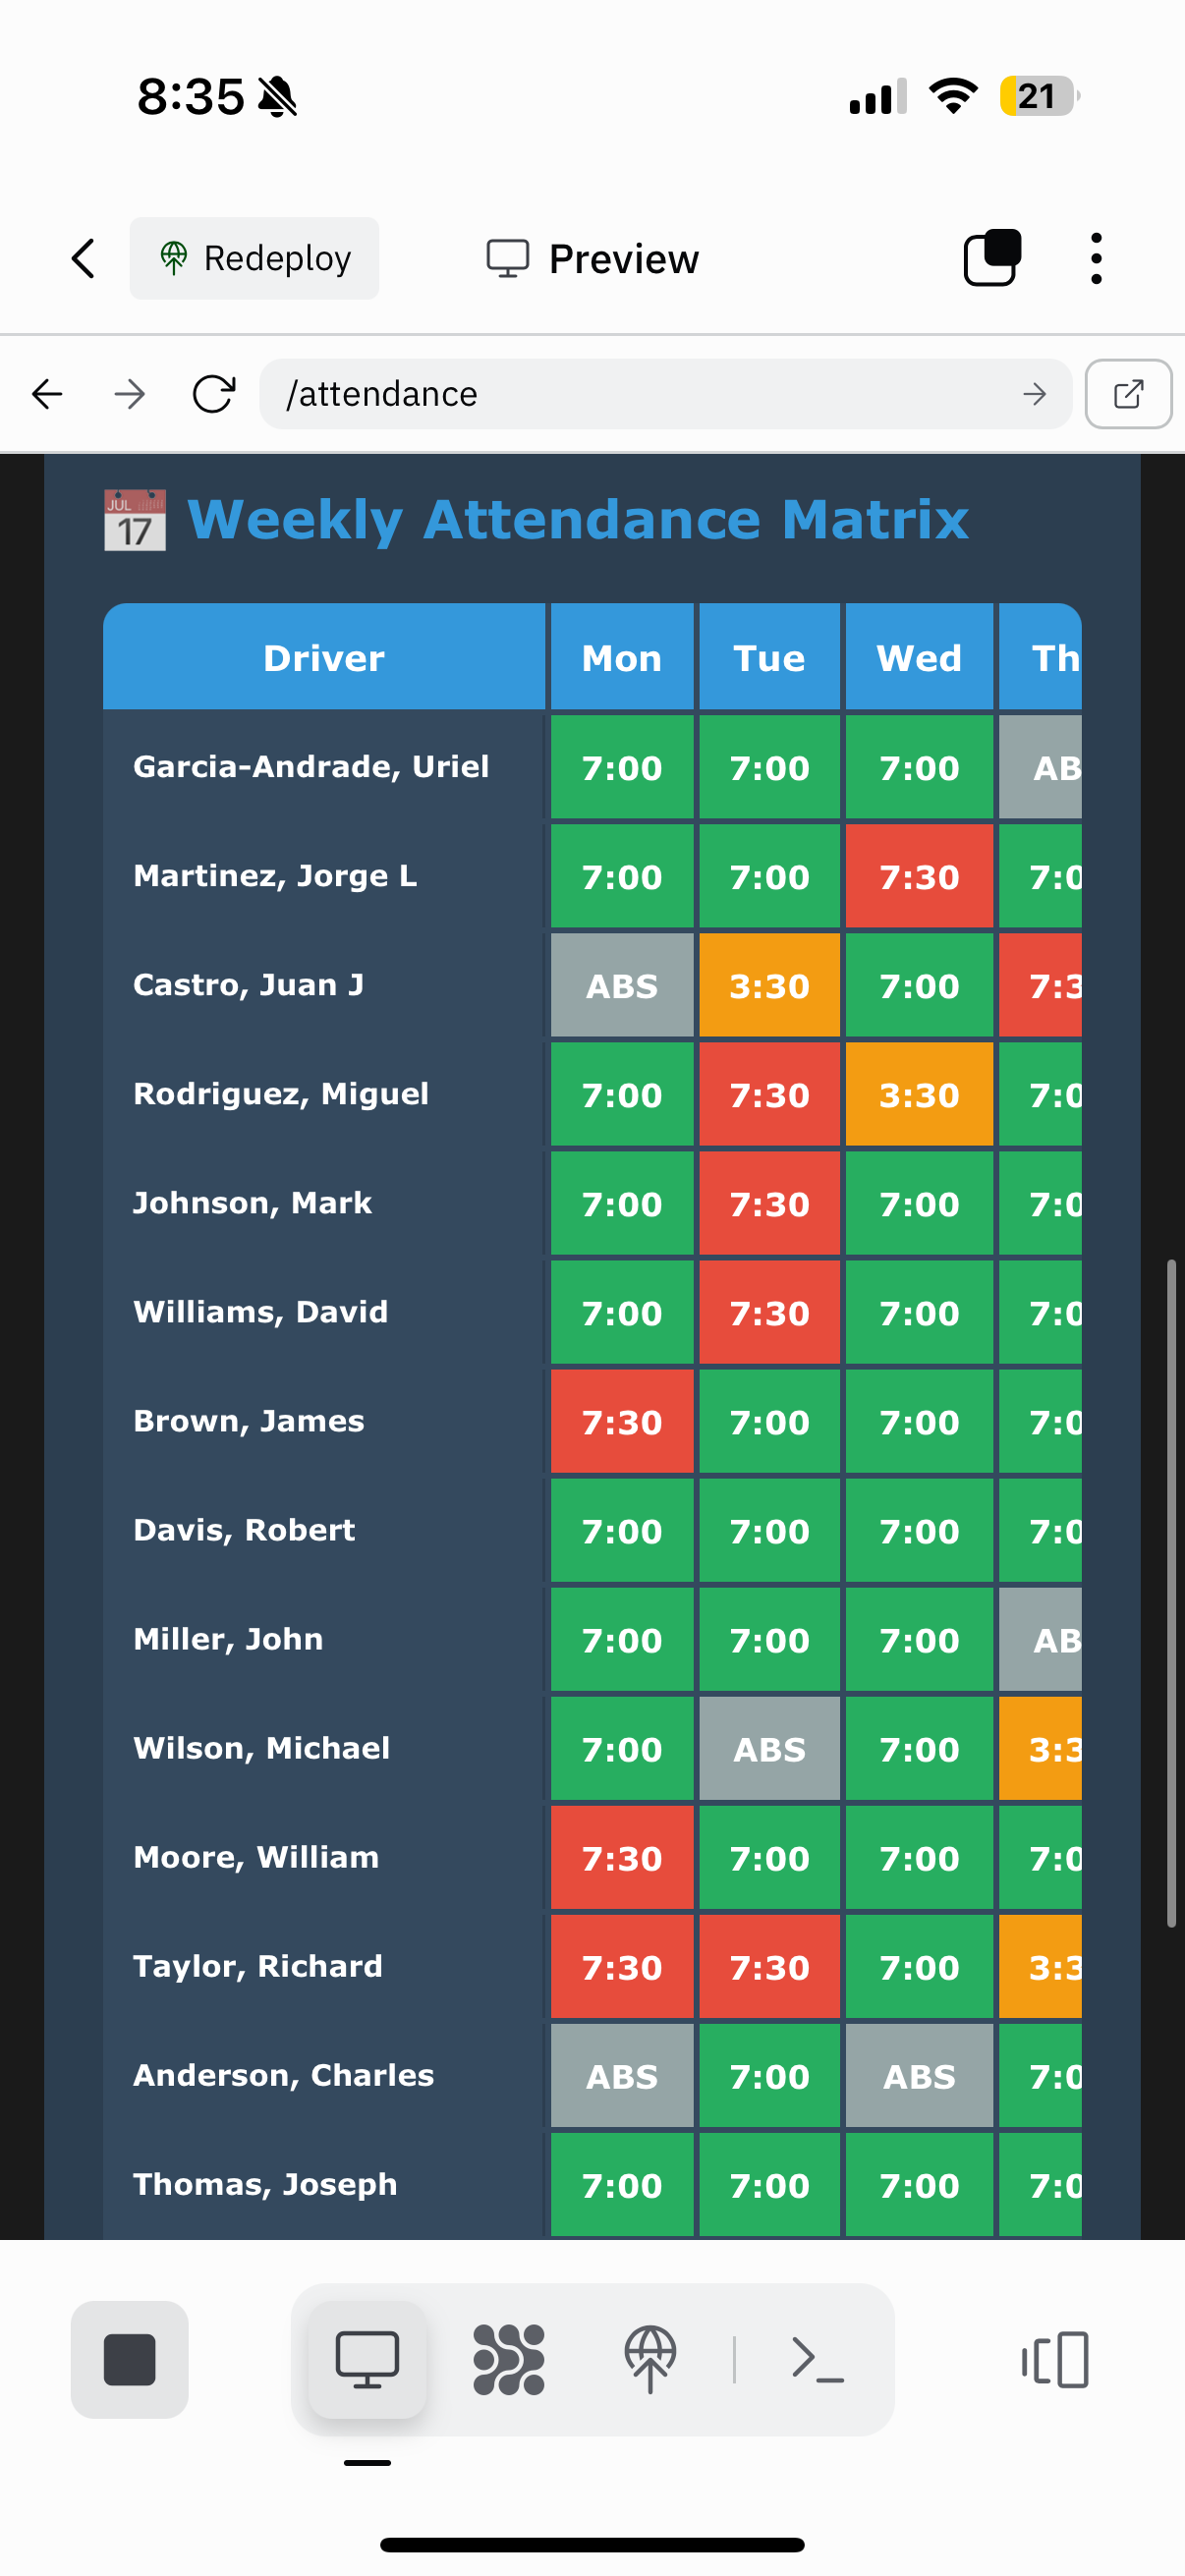 8:35 21
Redeploy Preview
/attendance
JUL 17 Weekly Attendance Matrix
Driver Mon Tue Wed Th
Garcia-Andrade, Uriel 7:00 7:00 7:00 AB
Martinez, Jorge L 7:00 7:00 7:30 7:0
Castro, Juan J ABS 3:30 7:00 7:3
Rodriguez, Miguel 7:00 7:30 3:30 7:0
Johnson, Mark 7:00 7:30 7:00 7:0
Williams, David 7:00 7:30 7:00 7:0
Brown, James 7:30 7:00 7:00 7:0
Davis, Robert 7:00 7:00 7:00 7:0
Miller, John 7:00 7:00 7:00 AB
Wilson, Michael 7:00 ABS 7:00 3:3
Moore, William 7:30 7:00 7:00 7:0
Taylor, Richard 7:30 7:30 7:00 3:3
Anderson, Charles ABS 7:00 ABS 7:0
Thomas, Joseph 7:00 7:00 7:00 7:0